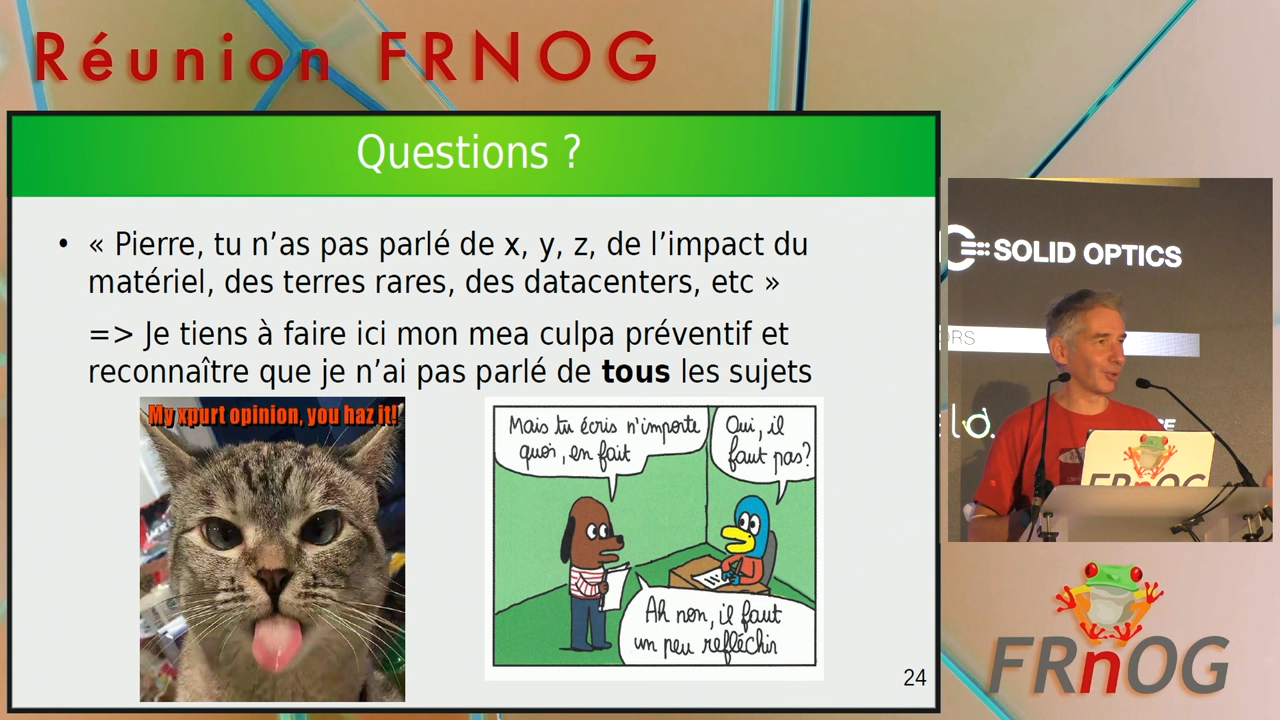 Réunion FRNOG
Questions ?
• « Pierre, tu n’as pas parlé de x, y, z, de l’impact du
matériel, des terres rares, des datacenters, etc »
=> Je tiens à faire ici mon mea culpa préventif et
reconnaître que je n’ai pas parlé de tous les sujets
My xpurt opinion, you haz it!
Mais tu écris n'importe
quoi, en fait
Oui, il
faut pas?
Ah non, il faut
un peu refléchir
24
SOLID OPTICS
ORS
FRnOG
FRnOG